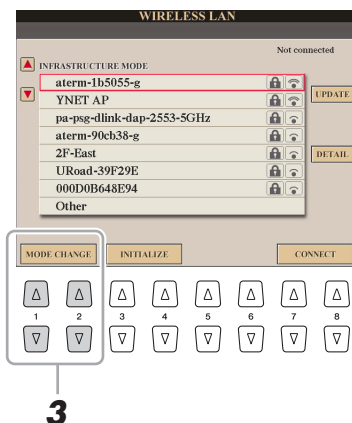 WIRELESS LAN
Not connected
INFRASTRUCTURE MODE
aterm-1b5055-g
YNET AP
UPDATE
pa-psg-dlink-dap-2553-5GHz
aterm-90cb38-g
2F-East
DETAIL
URoad-39F29E
000D0B648E94
Other
MODE CHANGE INITIALIZE CONNECT
1 2 3 4 5 6 7 8
3